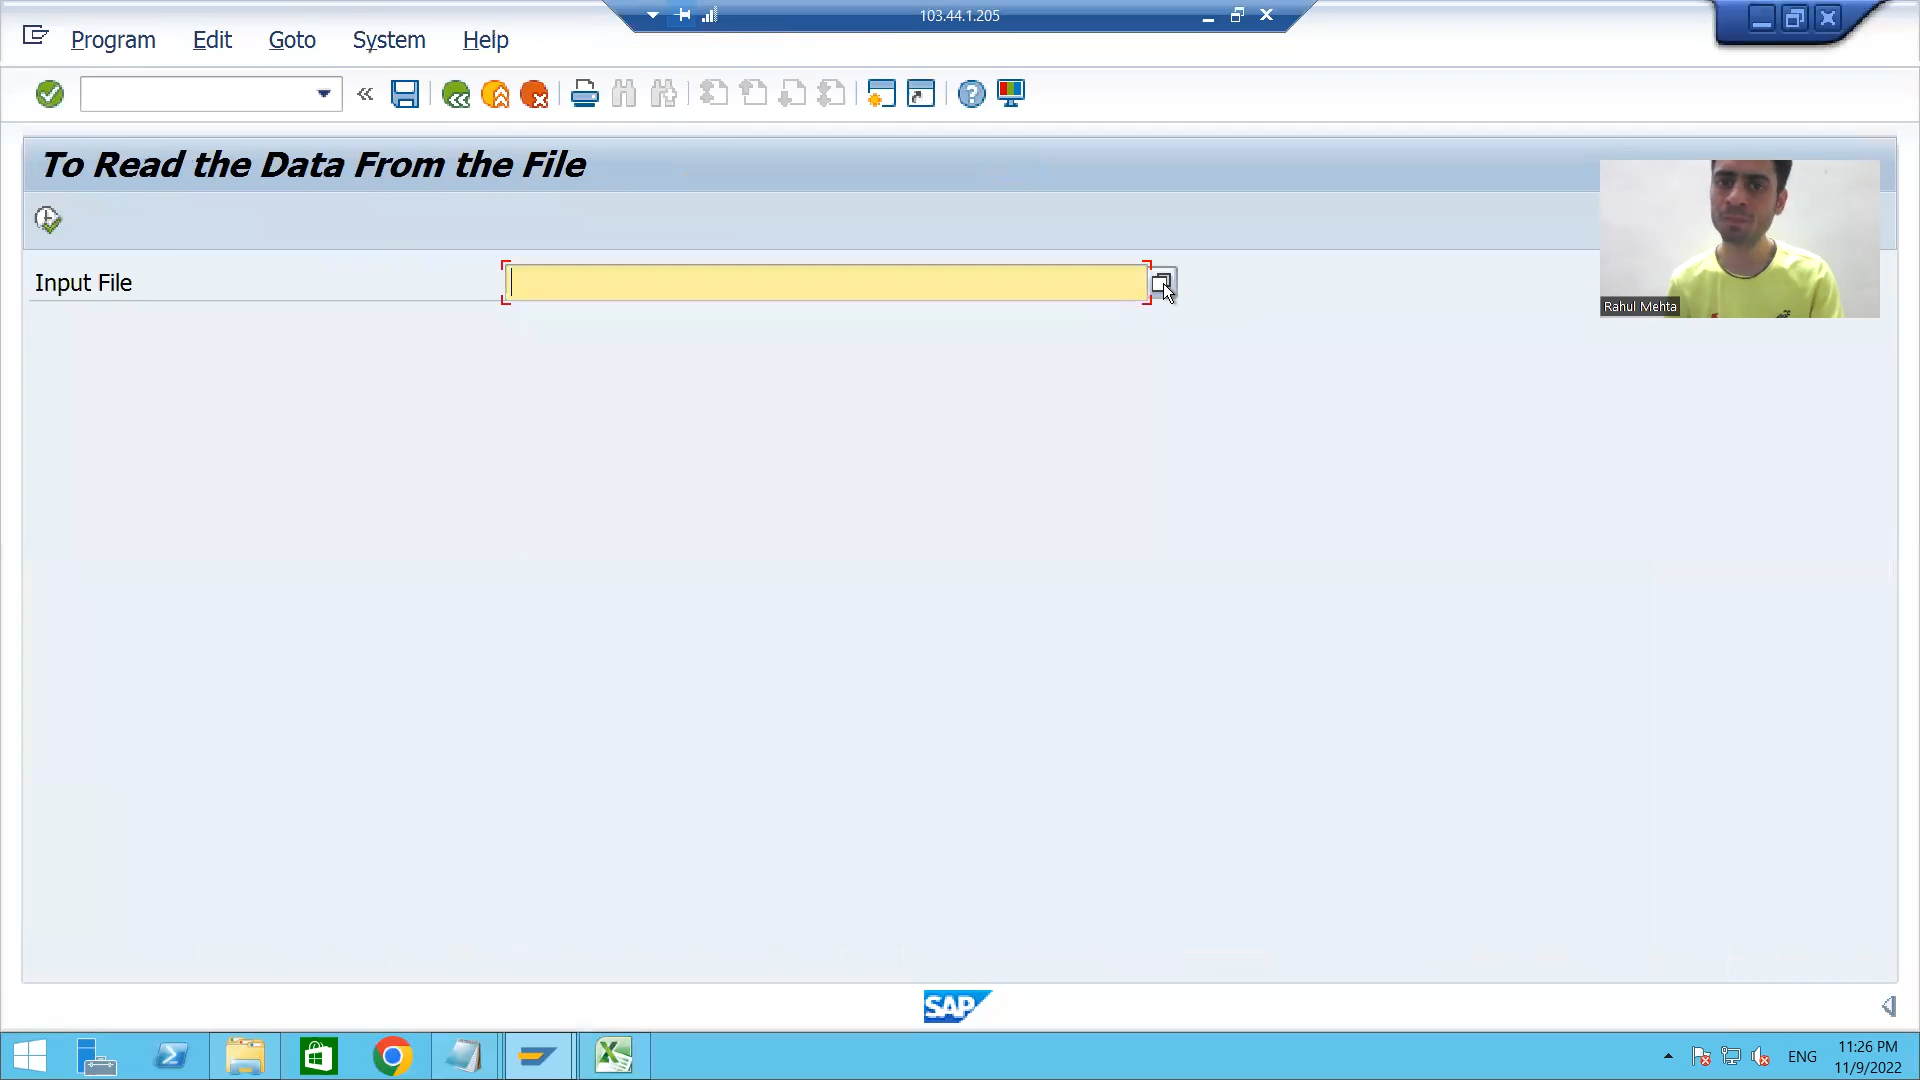 103.44.1.205
Program Edit Goto System Help
To Read the Data From the File
Input File
Rahul Mehta
SAP
ENG
11:26 PM
11/9/2022